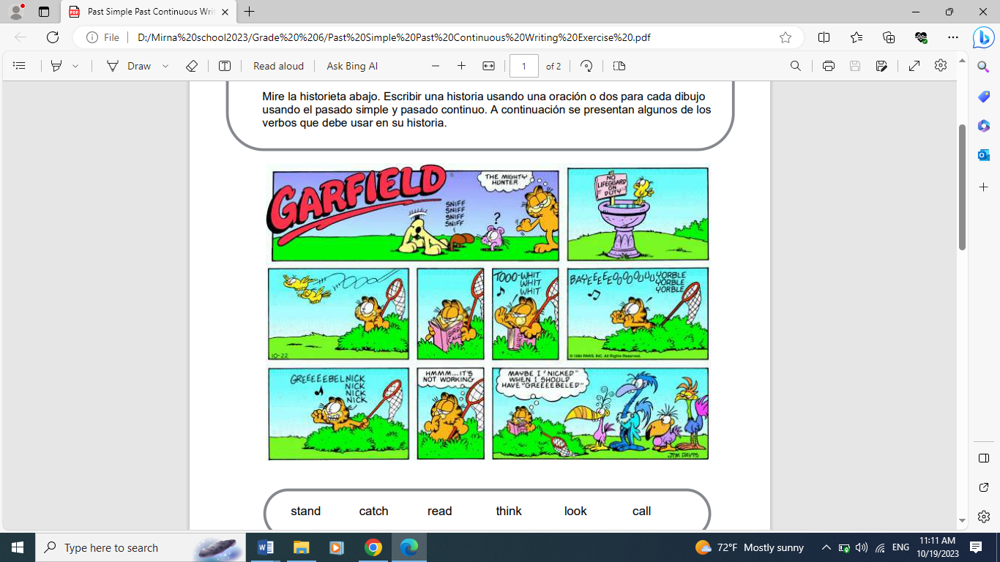 Past Simple Past Continuous Writ
File
D:/Mirna%20school2023/Grade%20%206/Past%20Simple%20Past%20Continuous%20Writing%20Exercise%20.pdf
Draw
Read aloud
Ask Bing AI
1
of 2
Mire la historieta abajo. Escribir una historia usando una oración o dos para cada dibujo
usando el pasado simple y pasado continuo. A continuación se presentan algunos de los
verbos que debe usar en su historia.
GARFIELD
SNIFF
SNIFF
SNIFF
SNIFF
?
THE MIGHTY
HUNTER
NO
LIFEGUARD
ON
DUTY
10-22
TOOO-WHIT
WHIT
WHIT
BAYEEEEOOOOUUUYORBLE
YORBLE
YORBLE
© 1989 PAWS, INC. All Rights Reserved.
GREEEEEBELNICK
NICK
NICK
NICK
HMMM...IT'S
NOT WORKING
MAYBE I "NICKED"
WHEN I SHOULD
HAVE "GREEEEBELED"
JIM DAVIS
stand catch read think look call
Type here to search
72°F Mostly sunny
ENG
11:11 AM
10/19/2023